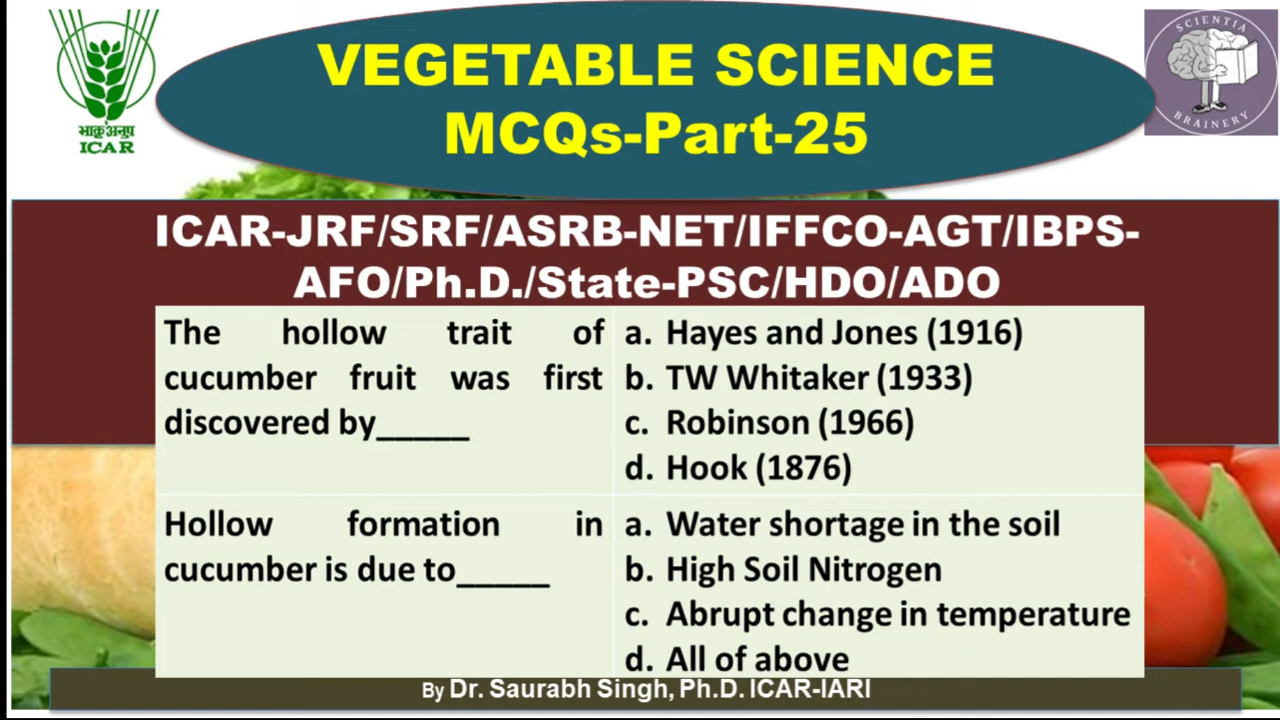 VEGETABLE SCIENCE
MCQs-Part-25
भाकृअनुप
ICAR
SCIENTIA
BRAINERY
ICAR-JRF/SRF/ASRB-NET/IFFCO-AGT/IBPS-
AFO/Ph.D./State-PSC/HDO/ADO
The hollow trait of
cucumber fruit was first
discovered by_____
a. Hayes and Jones (1916)
b. TW Whitaker (1933)
c. Robinson (1966)
d. Hook (1876)
Hollow formation in
cucumber is due to_____
a. Water shortage in the soil
b. High Soil Nitrogen
c. Abrupt change in temperature
d. All of above
By Dr. Saurabh Singh, Ph.D. ICAR-IARI